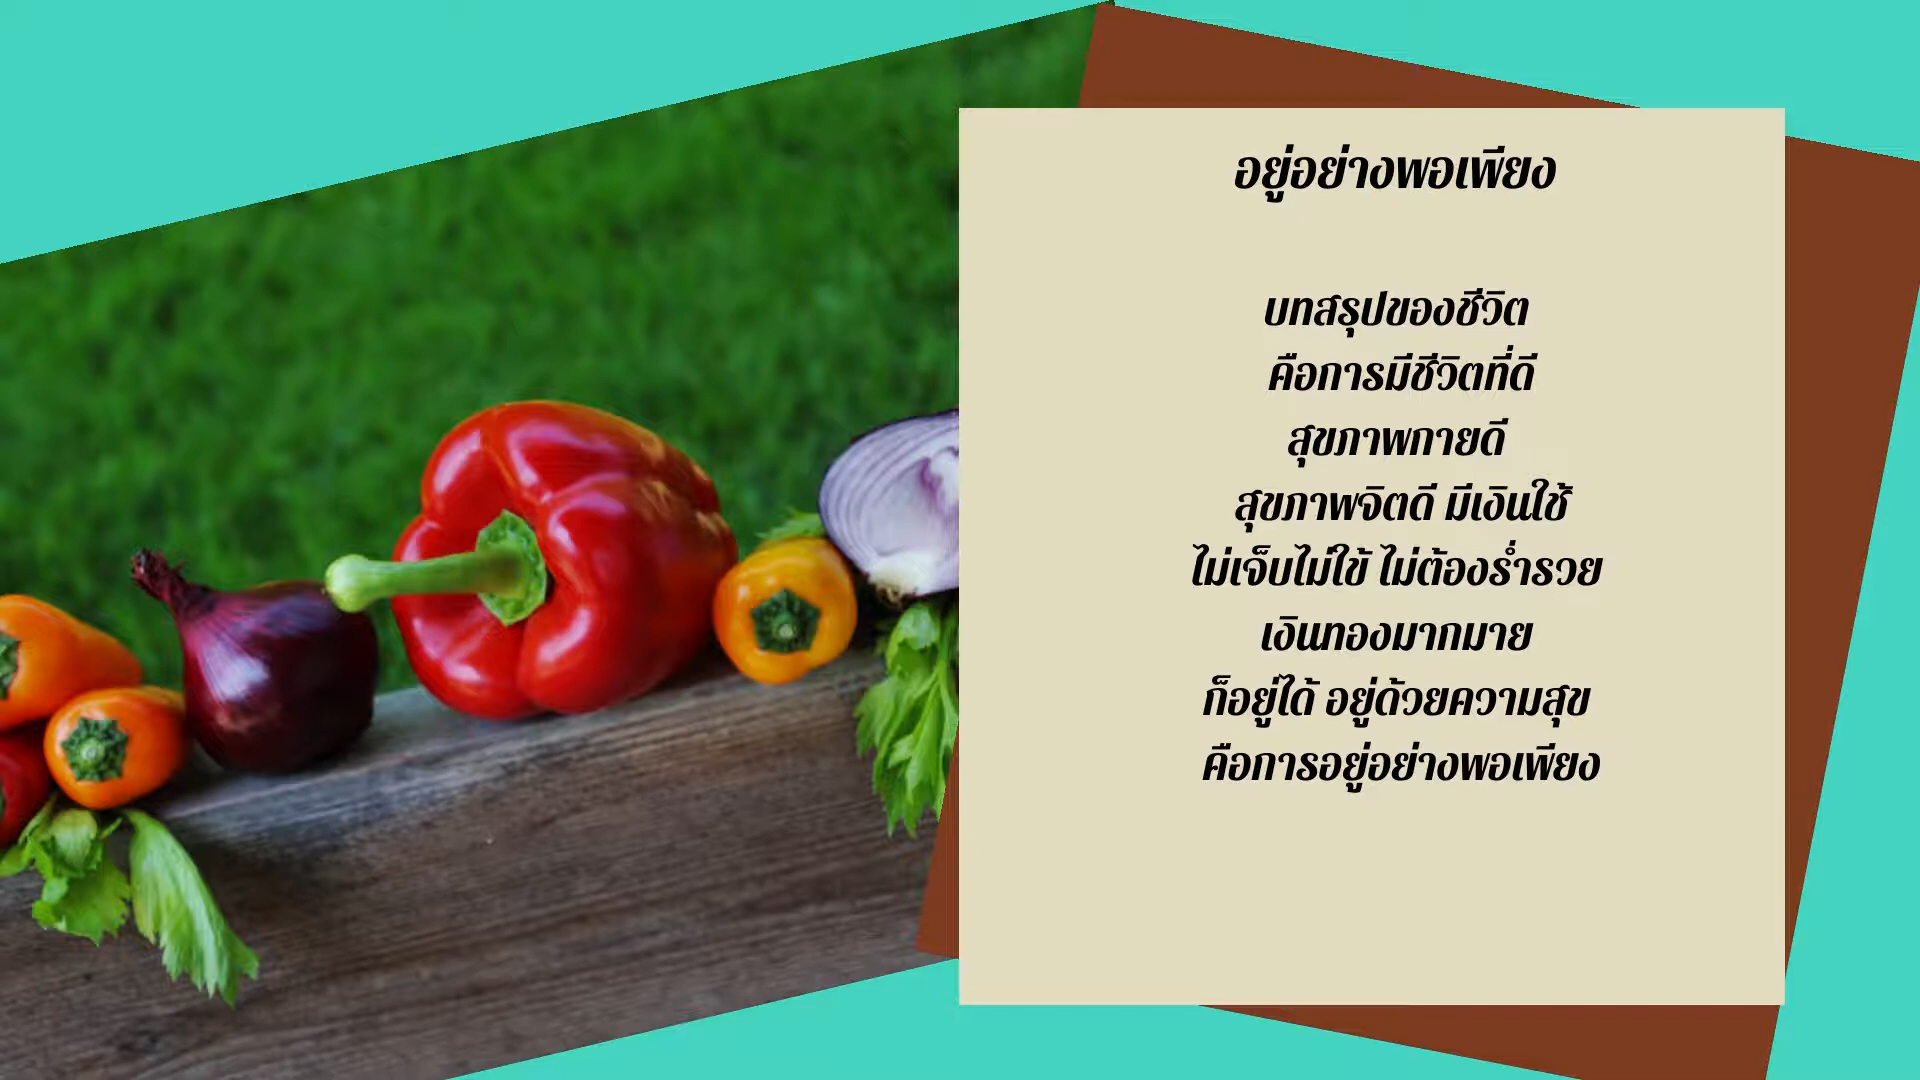 อยู่อย่างพอเพียง
บทสรุปของชีวิต
คือการมีชีวิตที่ดี
สุขภาพกายดี
สุขภาพจิตดี มีเงินใช้
ไม่เจ็บไม่ใข้ ไม่ต้องร่ำรวย
เงินทองมากมาย
ก็อยู่ได้ อยู่ด้วยความสุข
คือการอยู่อย่างพอเพียง